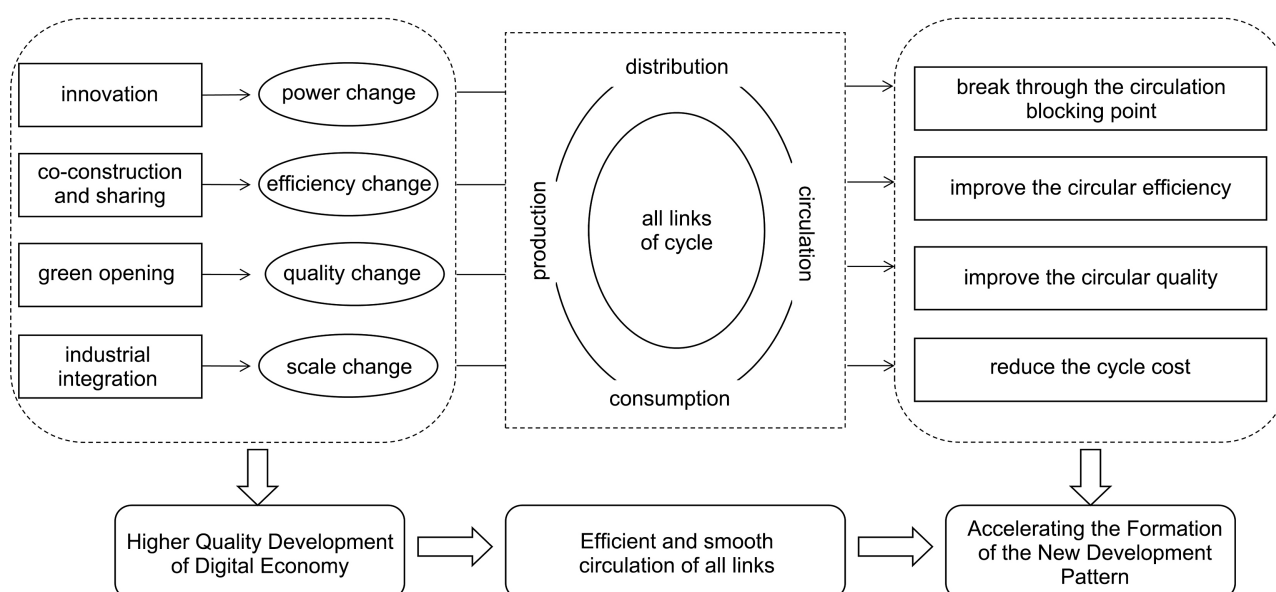 innovation
power change
co-construction
and sharing
efficiency change
green opening
quality change
industrial
integration
scale change
distribution
production
all links
of cycle
circulation
consumption
break through the circulation
blocking point
improve the circular efficiency
improve the circular quality
reduce the cycle cost
Higher Quality Development
of Digital Economy
Efficient and smooth
circulation of all links
Accelerating the Formation
of the New Development
Pattern